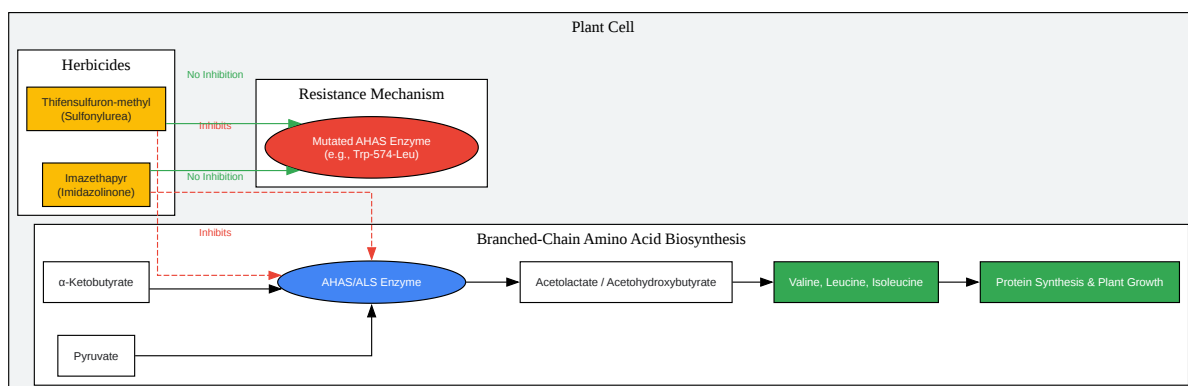 Plant Cell
Herbicides
No Inhibition
Thifensulfuron-methyl
(Sulfonylurea)
Resistance Mechanism
Inhibits
Mutated AHAS Enzyme
(e.g., Trp-574-Leu)
Imazethapyr
(Imidazolinone)
No Inhibition
Inhibits
Branched-Chain Amino Acid Biosynthesis
α-Ketobutyrate
AHAS/ALS Enzyme
Acetolactate / Acetohydroxybutyrate
Valine, Leucine, Isoleucine
Protein Synthesis & Plant Growth
Pyruvate